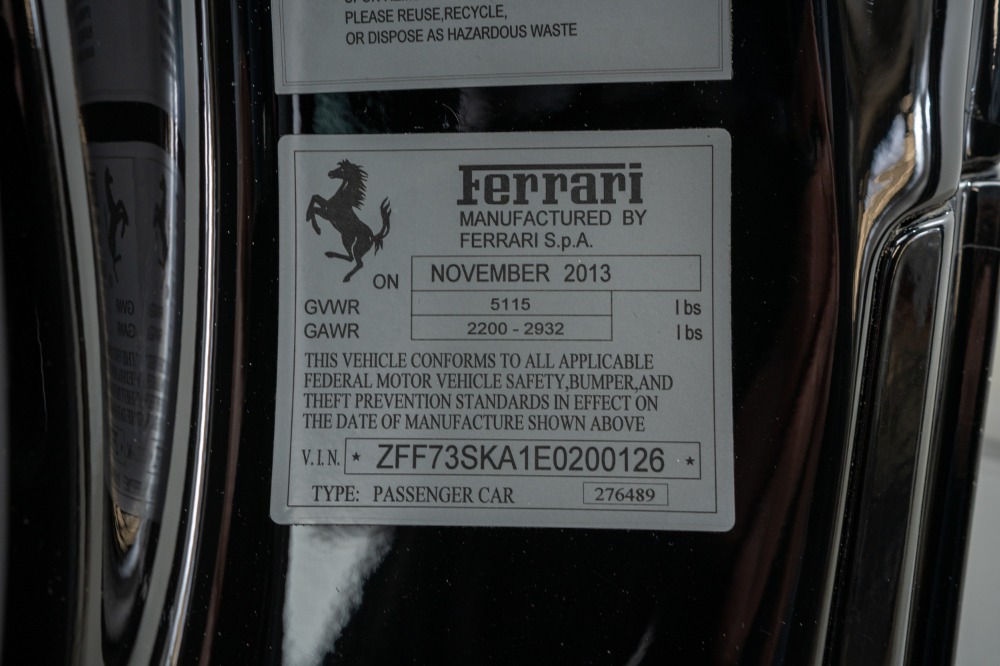 PLEASE REUSE,RECYCLE,
OR DISPOSE AS HAZARDOUS WASTE
Ferrari
MANUFACTURED BY
FERRARI S.p.A.
ON NOVEMBER 2013
GVWR 5115 lbs
GAWR 2200 - 2932 lbs
THIS VEHICLE CONFORMS TO ALL APPLICABLE
FEDERAL MOTOR VEHICLE SAFETY,BUMPER,AND
THEFT PREVENTION STANDARDS IN EFFECT ON
THE DATE OF MANUFACTURE SHOWN ABOVE
V.I.N. * ZFF73SKA1E0200126 *
TYPE: PASSENGER CAR 276489